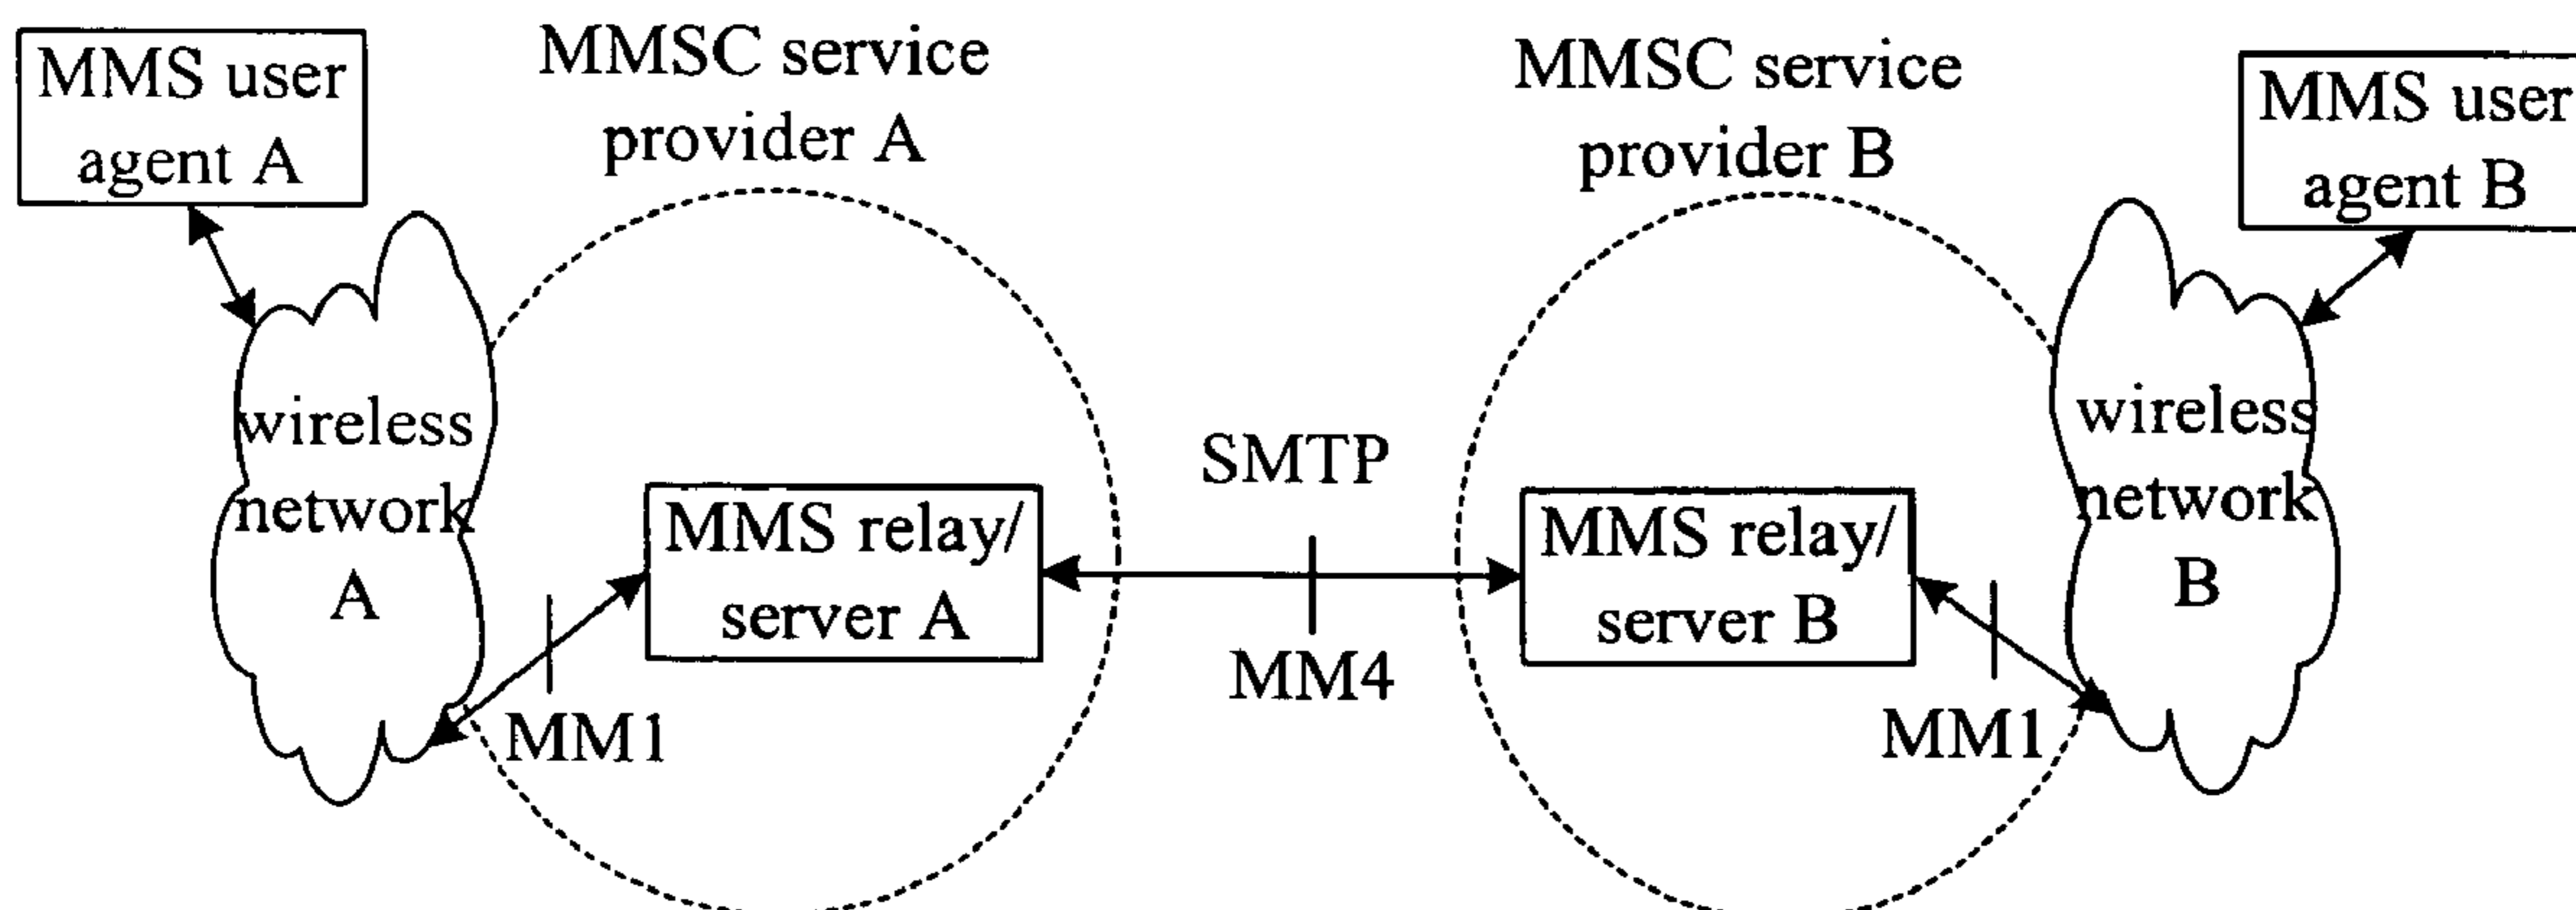 MMS user
agent A
MMSC service
provider A
MMSC service
provider B
MMS user
agent B
wireless
network
A
MMS relay/
server A
MM1
SMTP
MM4
MMS relay/
server B
MM1
wireless
network
B